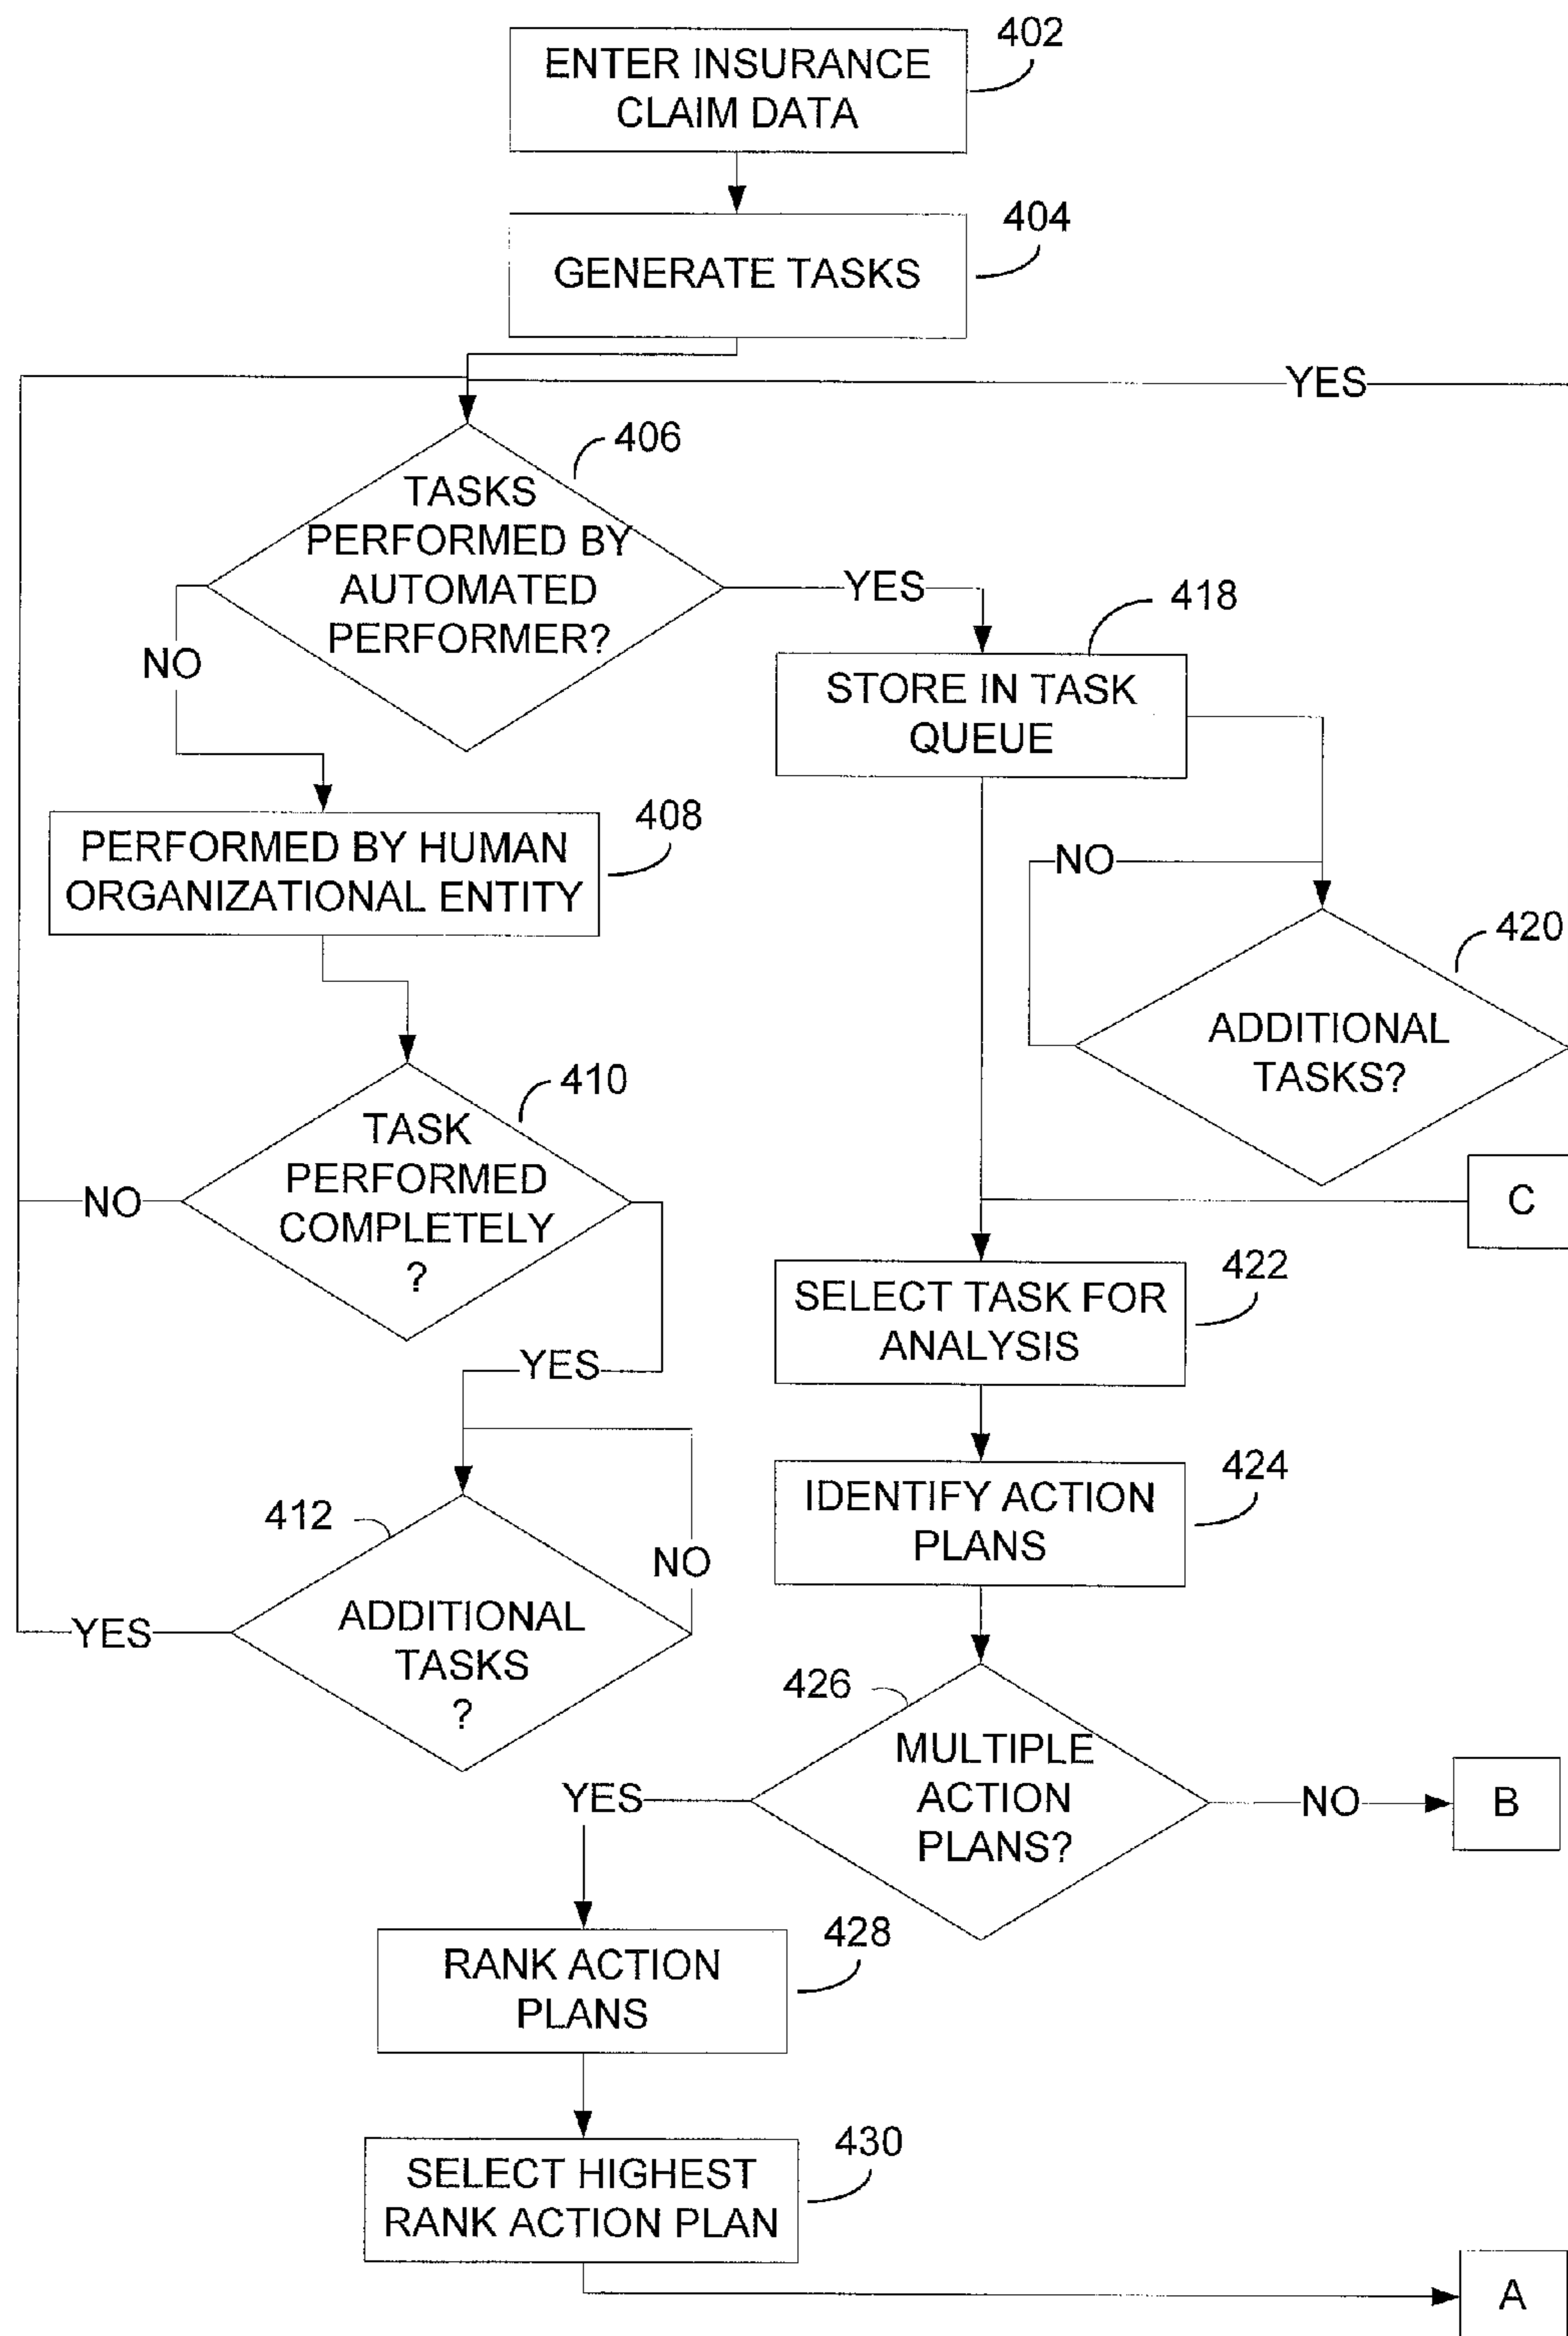 402
ENTER INSURANCE
CLAIM DATA
404
GENERATE TASKS
YES
406
TASKS
PERFORMED BY
AUTOMATED
PERFORMER?
YES
418
NO
STORE IN TASK
QUEUE
408
PERFORMED BY HUMAN
ORGANIZATIONAL ENTITY
NO
420
ADDITIONAL
TASKS?
410
TASK
PERFORMED
COMPLETELY
?
NO
C
422
SELECT TASK FOR
ANALYSIS
YES
424
IDENTIFY ACTION
PLANS
412
NO
ADDITIONAL
TASKS
?
YES
426
MULTIPLE
ACTION
PLANS?
YES
NO
B
428
RANK ACTION
PLANS
430
SELECT HIGHEST
RANK ACTION PLAN
A